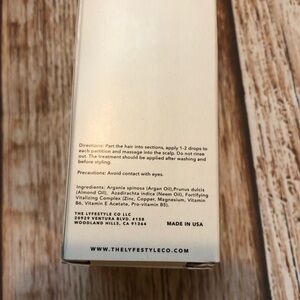 Directions: Part the hair into sections, apply 1-2 drops to
each partition and massage into the scalp. Do not rinse
out. The treatment should be applied after washing and
before styling.
Precautions: Avoid contact with eyes.
Ingredients: Argania spinosa (Argan Oil),Prunus dulcis
(Almond Oil), Azadirachta indica (Neem Oil), Fortifying
Vitalizing Complex (Zinc, Copper, Magnesium, Vitamin
B6, Vitamin E Acetate, Pro-vitamin B5).
THE LYFESTYLE CO LLC
20929 VENTURA BLVD. #158
WOODLAND HILLS, CA 91364
MADE IN USA
WWW.THELYFESTYLECO.COM